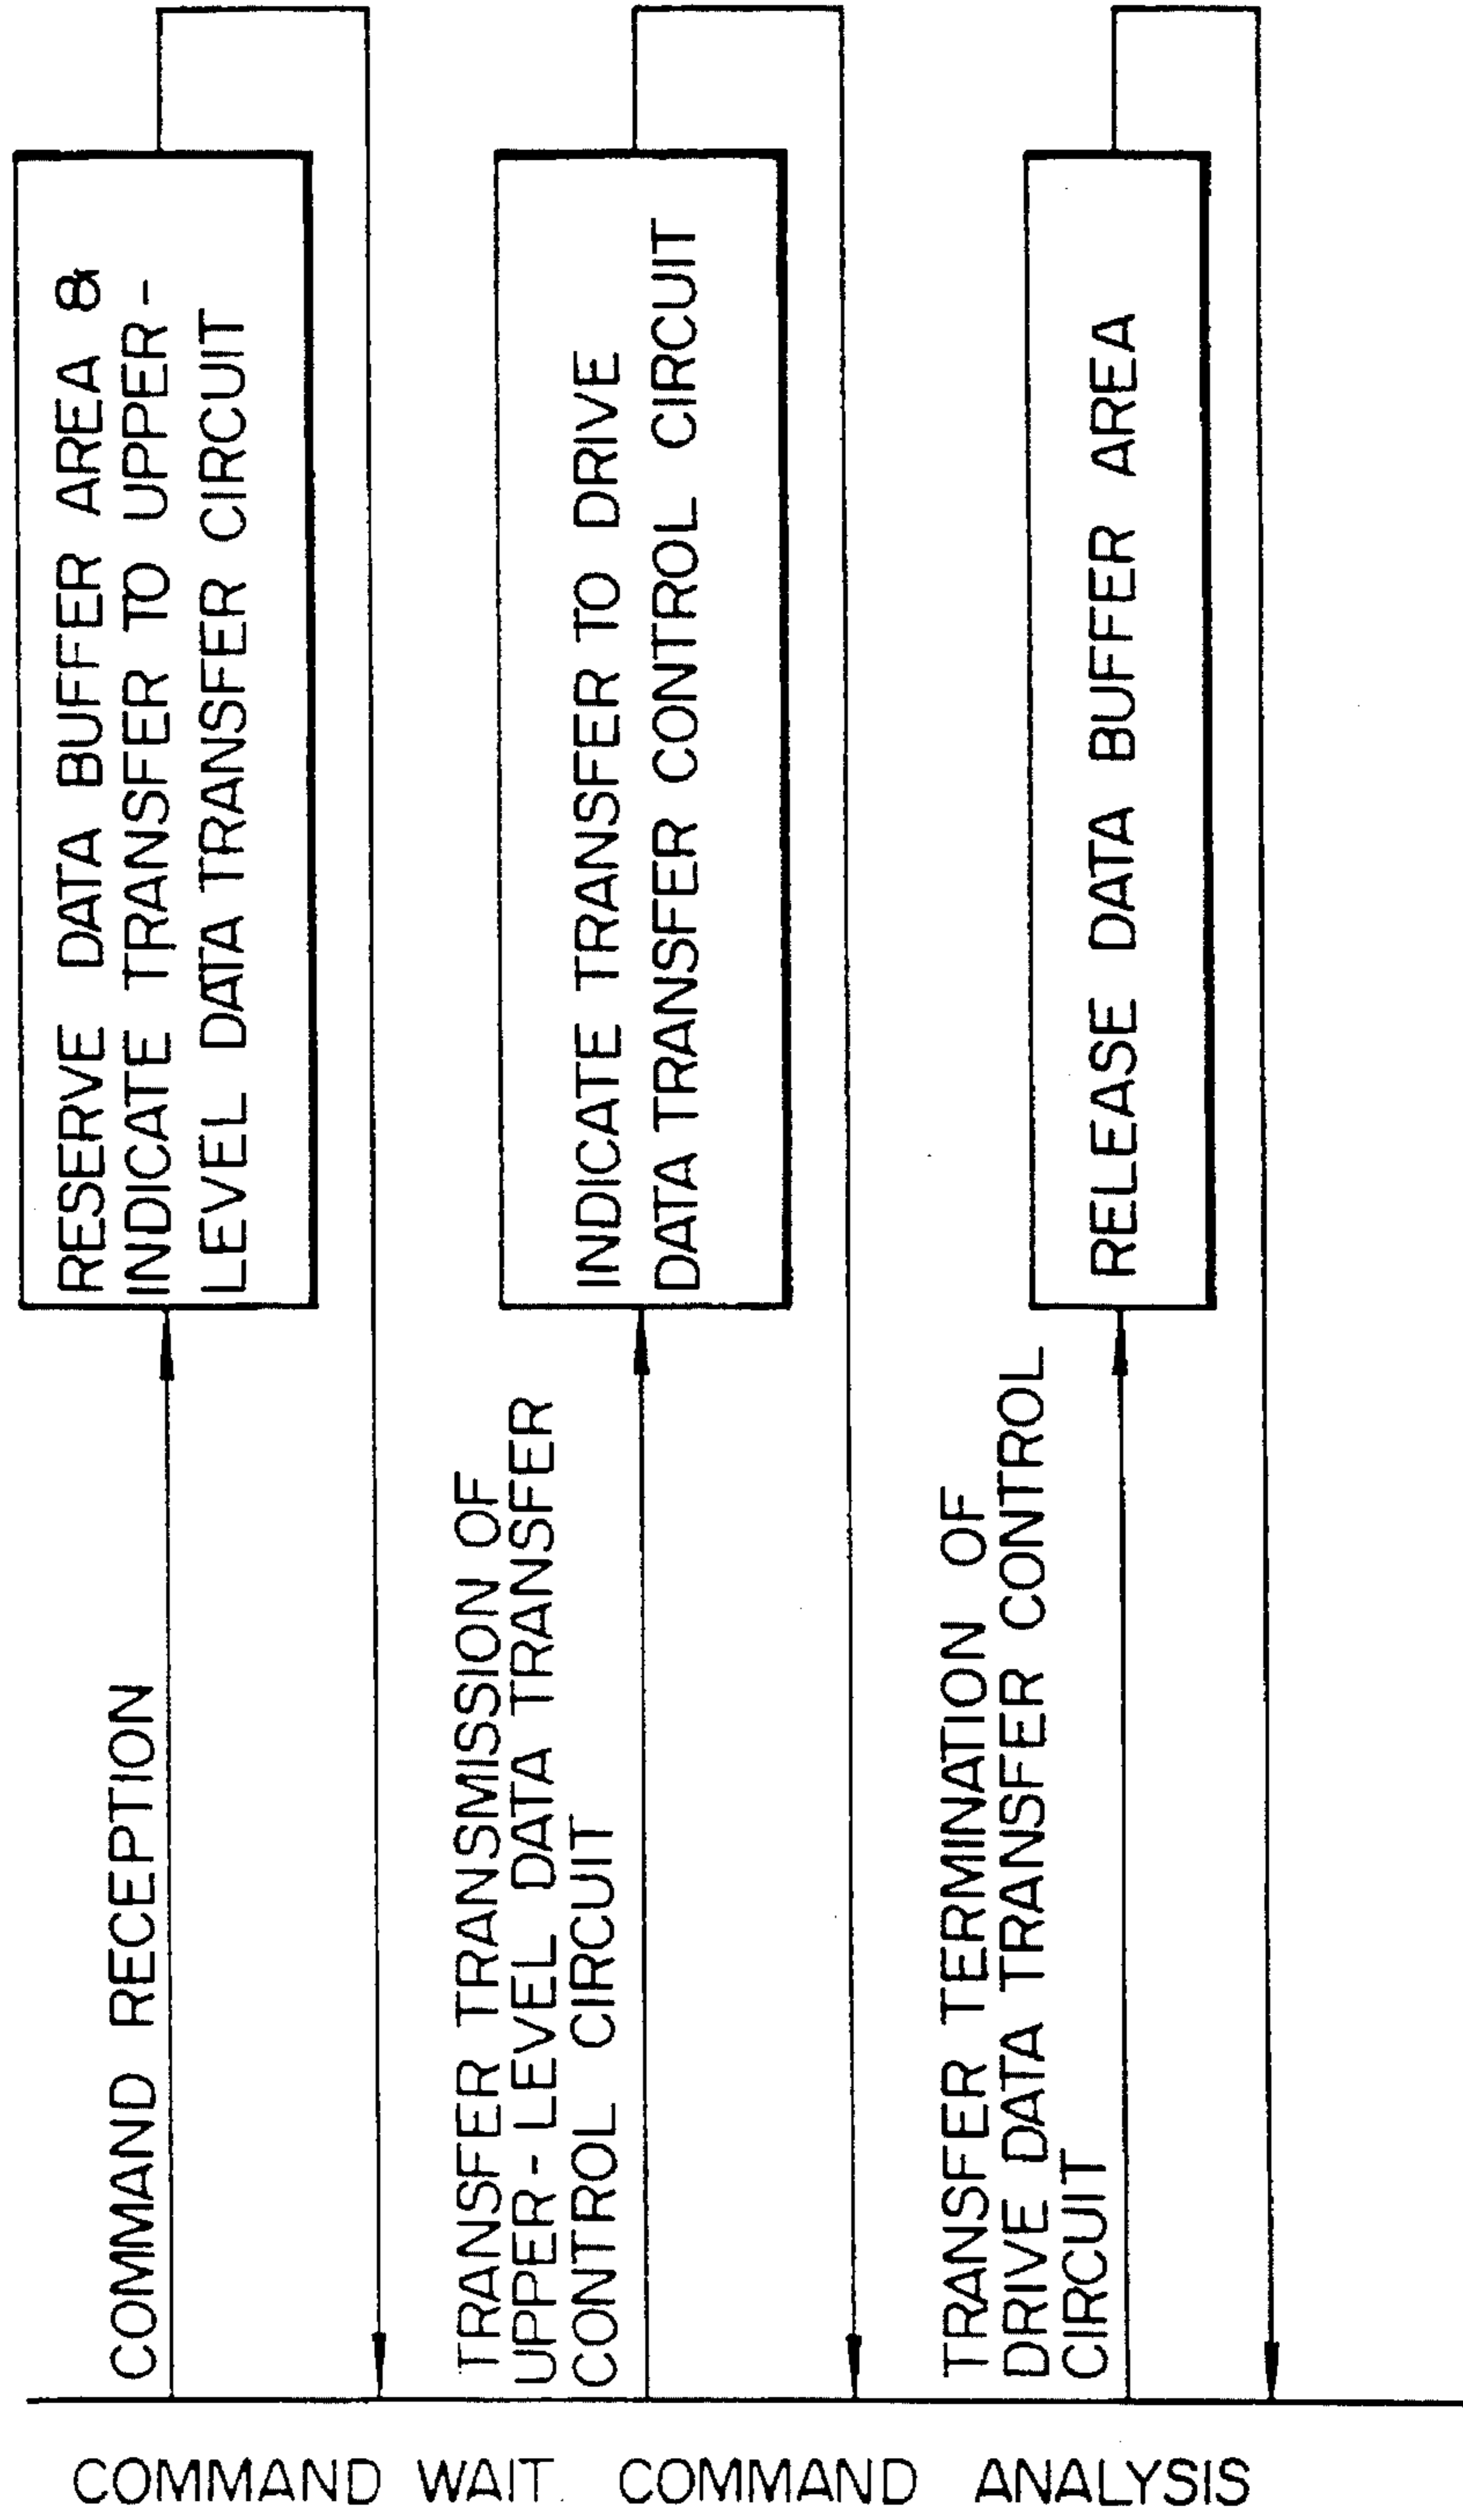 COMMAND RECEPTION
RESERVE DATA BUFFER AREA &
INDICATE TRANSFER TO UPPER-
LEVEL DATA TRANSFER CIRCUIT
TRANSFER TRANSMISSION OF
UPPER-LEVEL DATA TRANSFER
CONTROL CIRCUIT
INDICATE TRANSFER TO DRIVE
DATA TRANSFER CONTROL CIRCUIT
TRANSFER TERMINATION OF
DRIVE DATA TRANSFER CONTROL
CIRCUIT
RELEASE DATA BUFFER AREA
COMMAND WAIT COMMAND ANALYSIS